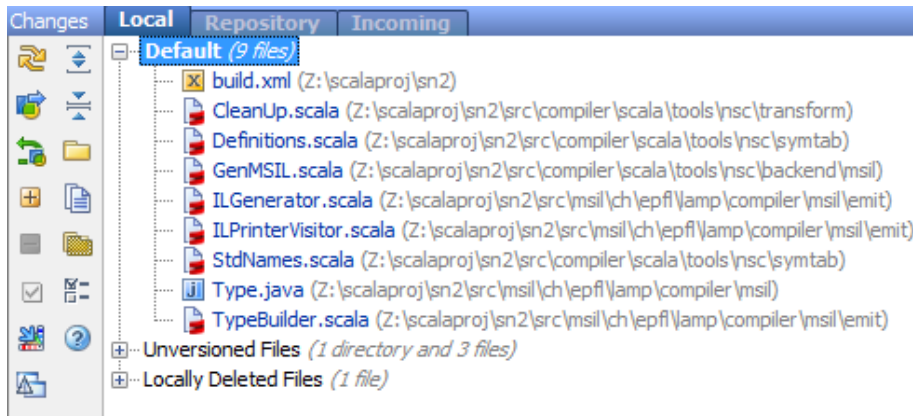 Changes Local Repository Incoming
Default (9 files)
build.xml (Z:\scalaproj\sn2)
CleanUp.scala (Z:\scalaproj\sn2\src\compiler\scala\tools\nsc\transform)
Definitions.scala (Z:\scalaproj\sn2\src\compiler\scala\tools\nsc\symtab)
GenMSIL.scala (Z:\scalaproj\sn2\src\compiler\scala\tools\nsc\backend\msil)
ILGenerator.scala (Z:\scalaproj\sn2\src\msil\ch\epfl\lamp\compiler\msil\emit)
ILPrinterVisitor.scala (Z:\scalaproj\sn2\src\msil\ch\epfl\lamp\compiler\msil\emit)
StdNames.scala (Z:\scalaproj\sn2\src\compiler\scala\tools\nsc\symtab)
Type.java (Z:\scalaproj\sn2\src\msil\ch\epfl\lamp\compiler\msil)
TypeBuilder.scala (Z:\scalaproj\sn2\src\msil\ch\epfl\lamp\compiler\msil\emit)
Unversioned Files (1 directory and 3 files)
Locally Deleted Files (1 file)